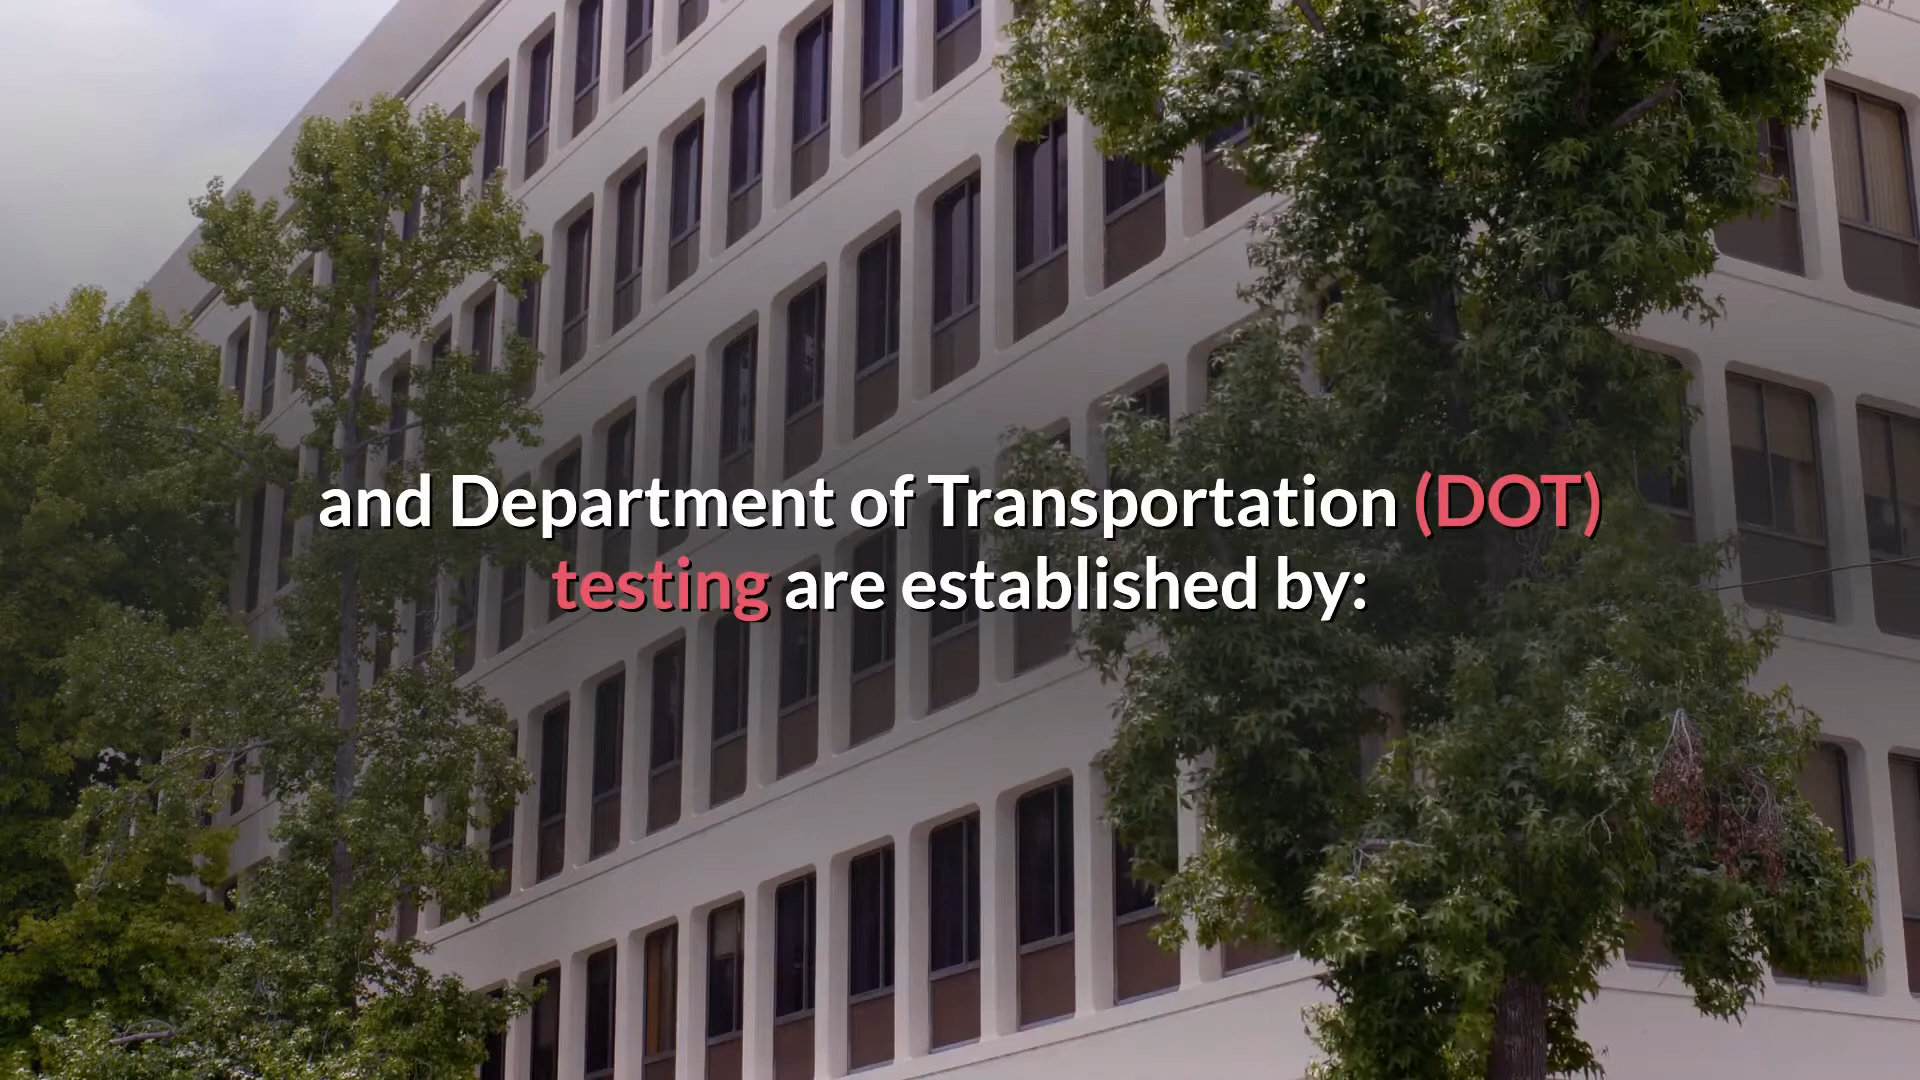 and Department of Transportation (DOT)
testing are established by: